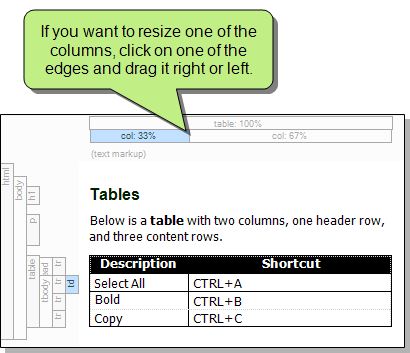 If you want to resize one of the
columns, click on one of the
edges and drag it right or left.
table: 100%
col: 33% col: 67%
(text markup)
html
body
h1
p
table
tbody
tr
tr
tr
tr
td
Tables
Below is a table with two columns, one header row,
and three content rows.
Description Shortcut
Select All CTRL+A
Bold CTRL+B
Copy CTRL+C